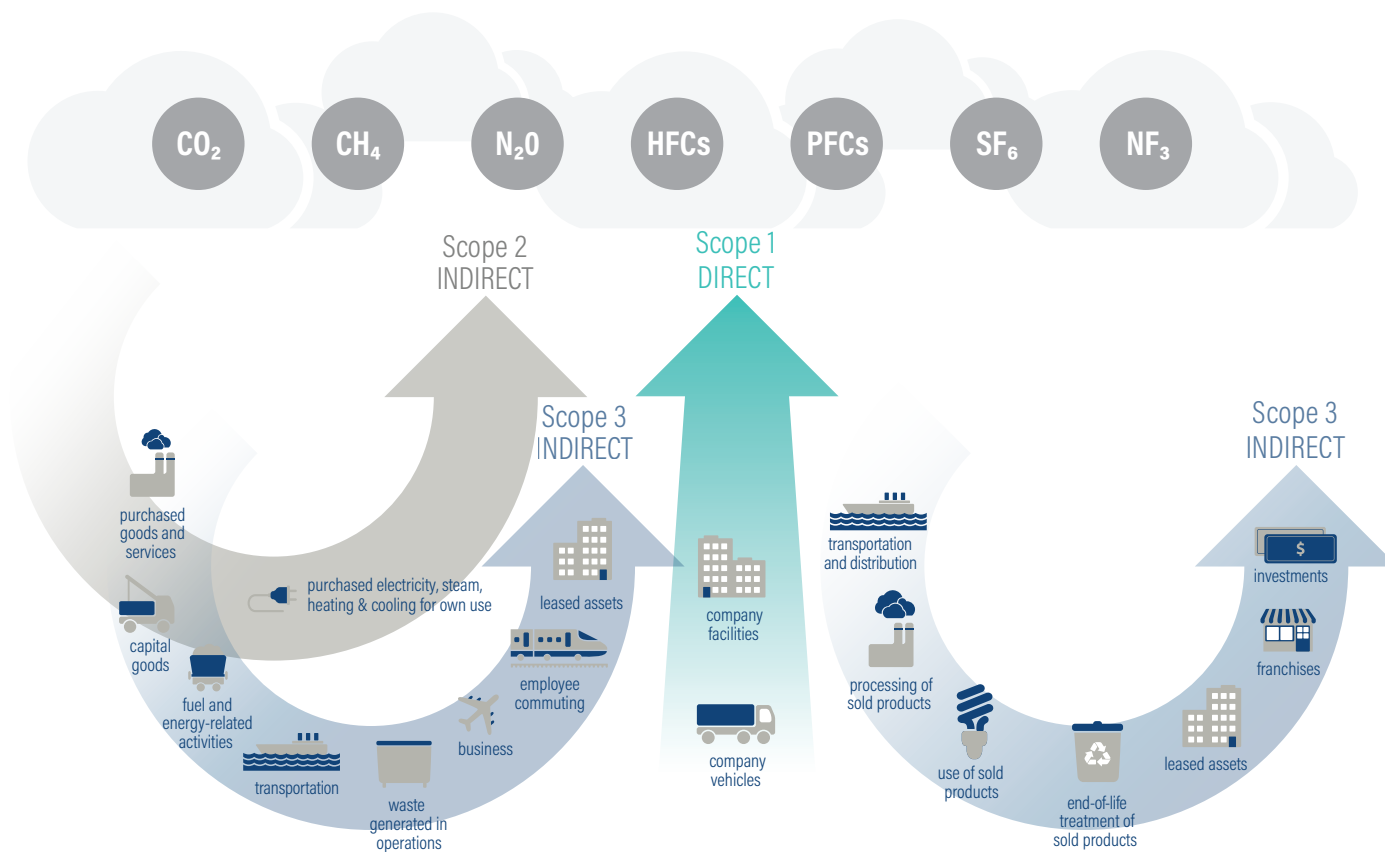 CO₂
CH₄
N₂O
HFCs
PFCs
SF₆
NF₃
Scope 2
INDIRECT
Scope 1
DIRECT
Scope 3
INDIRECT
Scope 3
INDIRECT
purchased
goods and
services
capital
goods
fuel and
energy-related
activities
purchased electricity, steam,
heating & cooling for own use
transportation
waste
generated in
operations
business
employee
commuting
leased assets
company
facilities
company
vehicles
transportation
and distribution
processing of
sold products
use of sold
products
end-of-life
treatment of
sold products
leased assets
franchises
$
investments